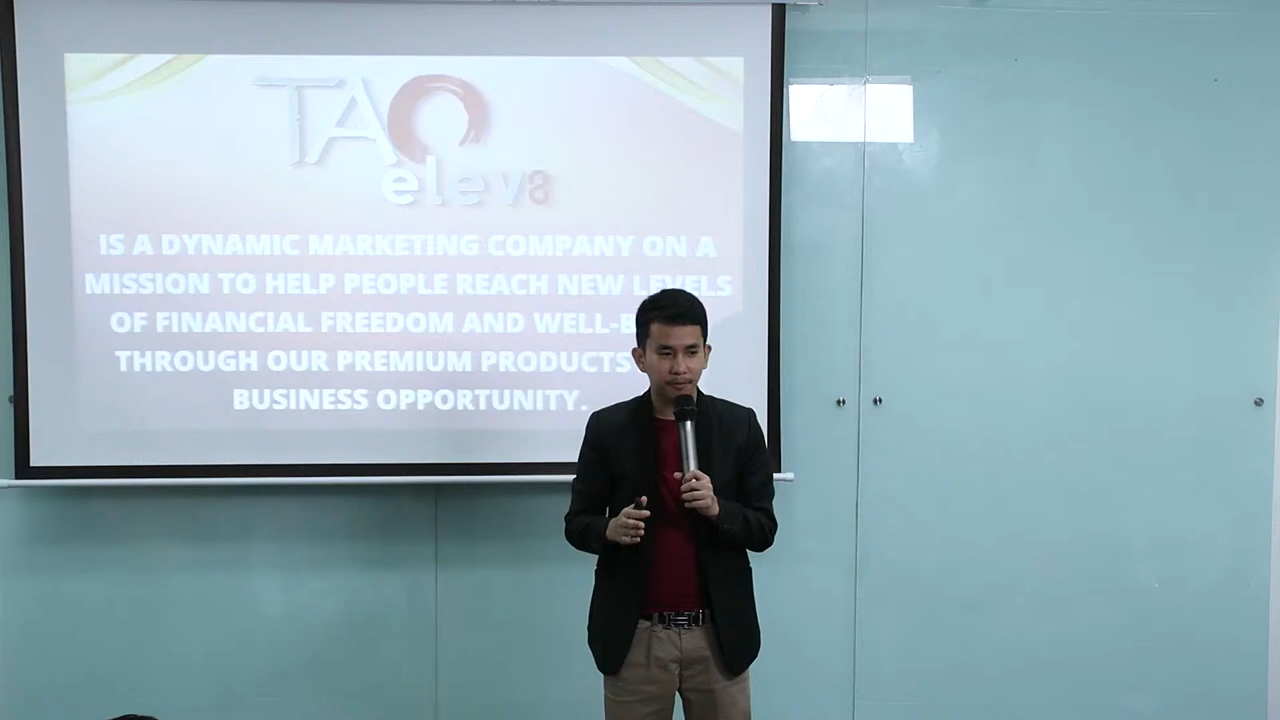 TAO
elev8
IS A DYNAMIC MARKETING COMPANY ON A
MISSION TO HELP PEOPLE REACH NEW LEVELS
OF FINANCIAL FREEDOM AND
THROUGH OUR PREMIUM PRODUCTS
BUSINESS OPPORTUNITY.